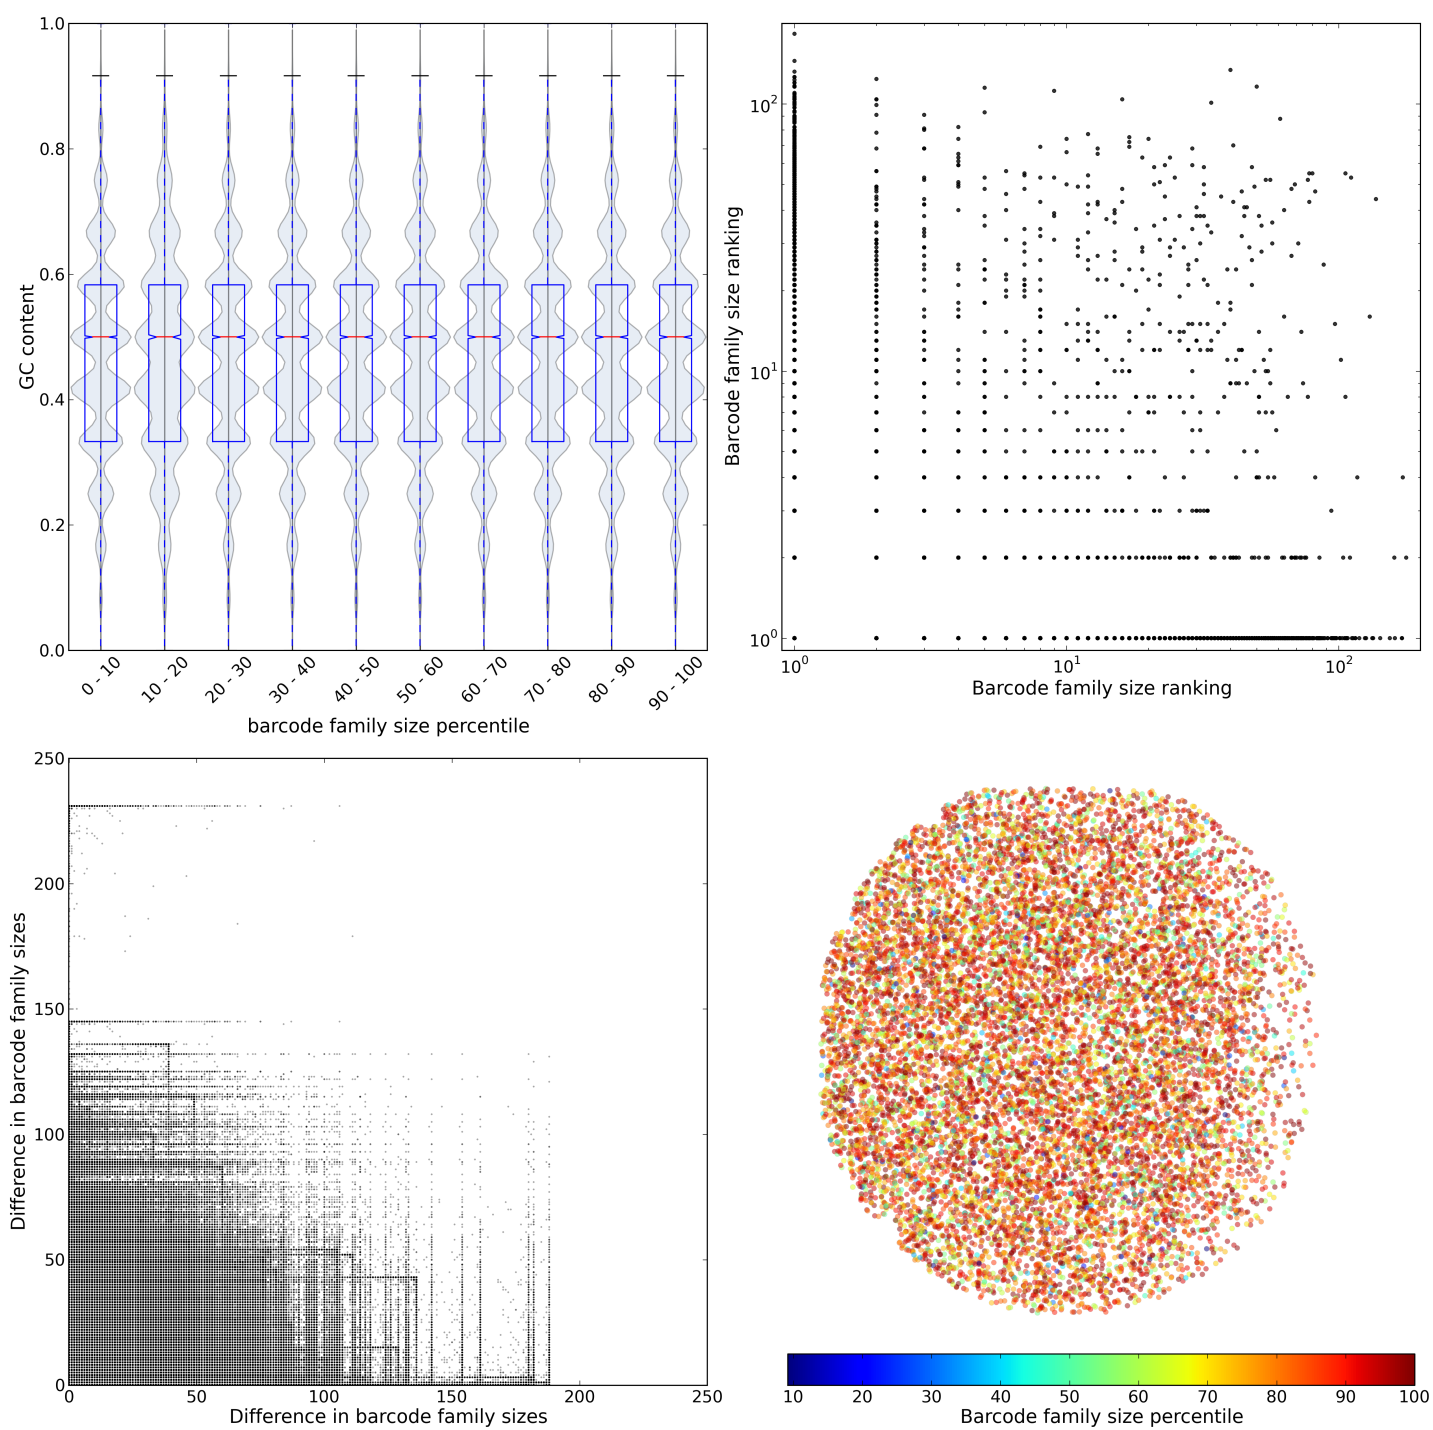 1.0
0.8
0.6
0.4
0.2
0.0
GC content
0 - 10
10 - 20
20 - 30
30 - 40
40 - 50
50 - 60
60 - 70
70 - 80
80 - 90
90 - 100
barcode family size percentile
10²
10¹
10⁰
Barcode family size ranking
10⁰ 10¹ 10²
Barcode family size ranking
250
200
150
100
50
0
Difference in barcode family sizes
0 50 100 150 200 250
Difference in barcode family sizes
10 20 30 40 50 60 70 80 90 100
Barcode family size percentile